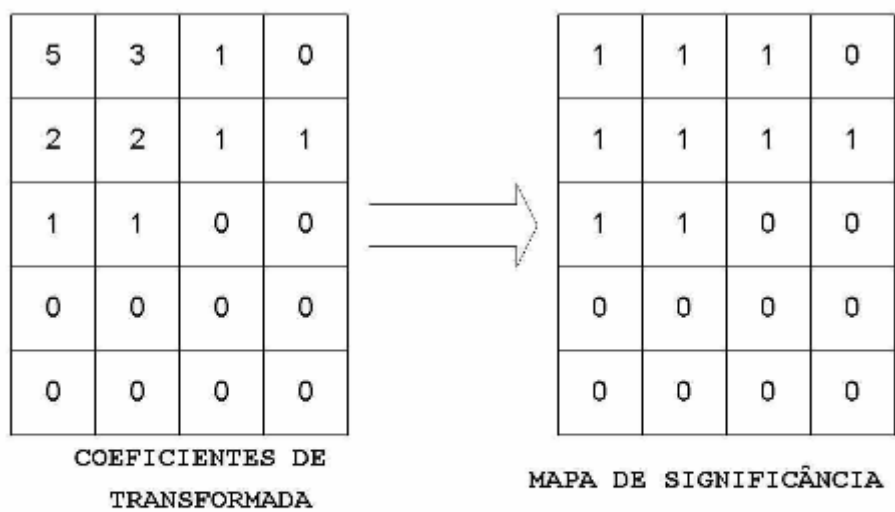 5 3 1 0 1 1 1 0
2 2 1 1 1 1 1 1
1 1 0 0 1 1 0 0
0 0 0 0 0 0 0 0
0 0 0 0 0 0 0 0
COEFICIENTES DE
TRANSFORMADA
MAPA DE SIGNIFICÂNCIA